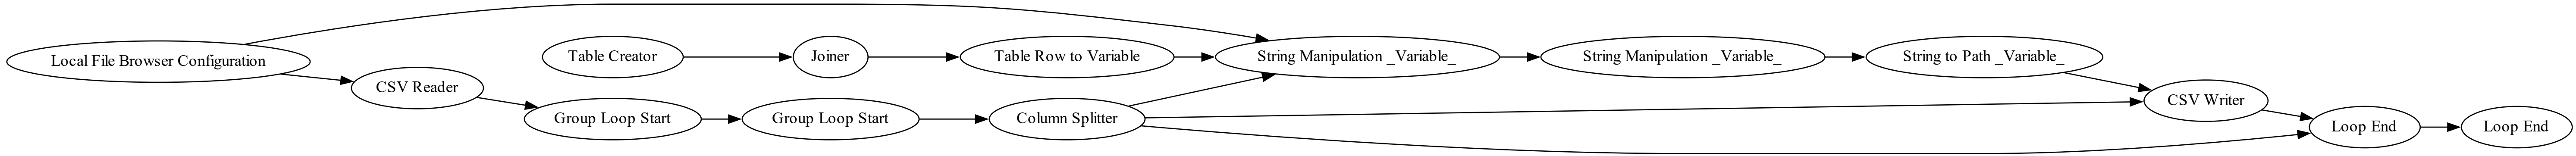 Local File Browser Configuration
Table Creator
Joiner
Table Row to Variable
String Manipulation _Variable_
String Manipulation _Variable_
String to Path _Variable_
CSV Reader
CSV Writer
Group Loop Start
Group Loop Start
Column Splitter
Loop End
Loop End